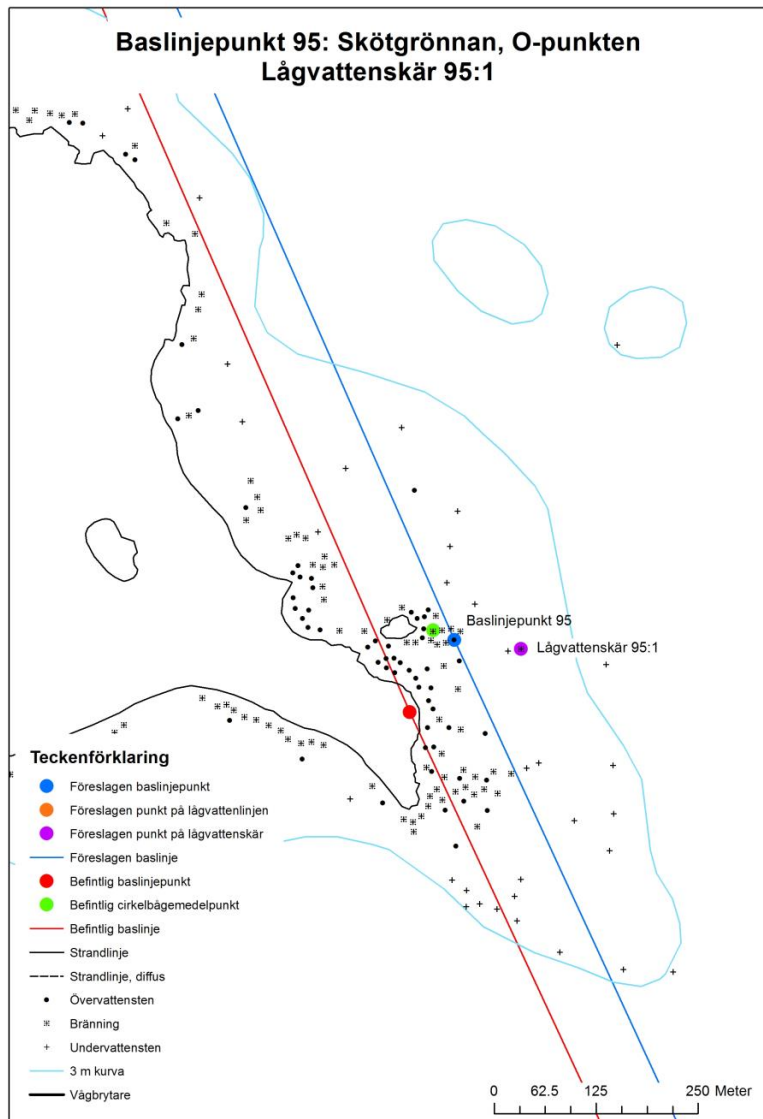 Baslinjepunkt 95: Skötgrönnan, O-punkten
Lågvattenskär 95:1
Baslinjepunkt 95
Lågvattenskär 95:1
Teckenförklaring
Föreslagen baslinjepunkt
Föreslagen punkt på lågvattenlinjen
Föreslagen punkt på lågvattenskär
Föreslagen baslinje
Befintlig baslinjepunkt
Befintlig cirkelbågemedelpunkt
Befintlig baslinje
Strandlinje
Strandlinje, diffus
Övervattensten
Bränning
Undervattensten
3 m kurva
Vågbrytare
0 62.5 125 250 Meter